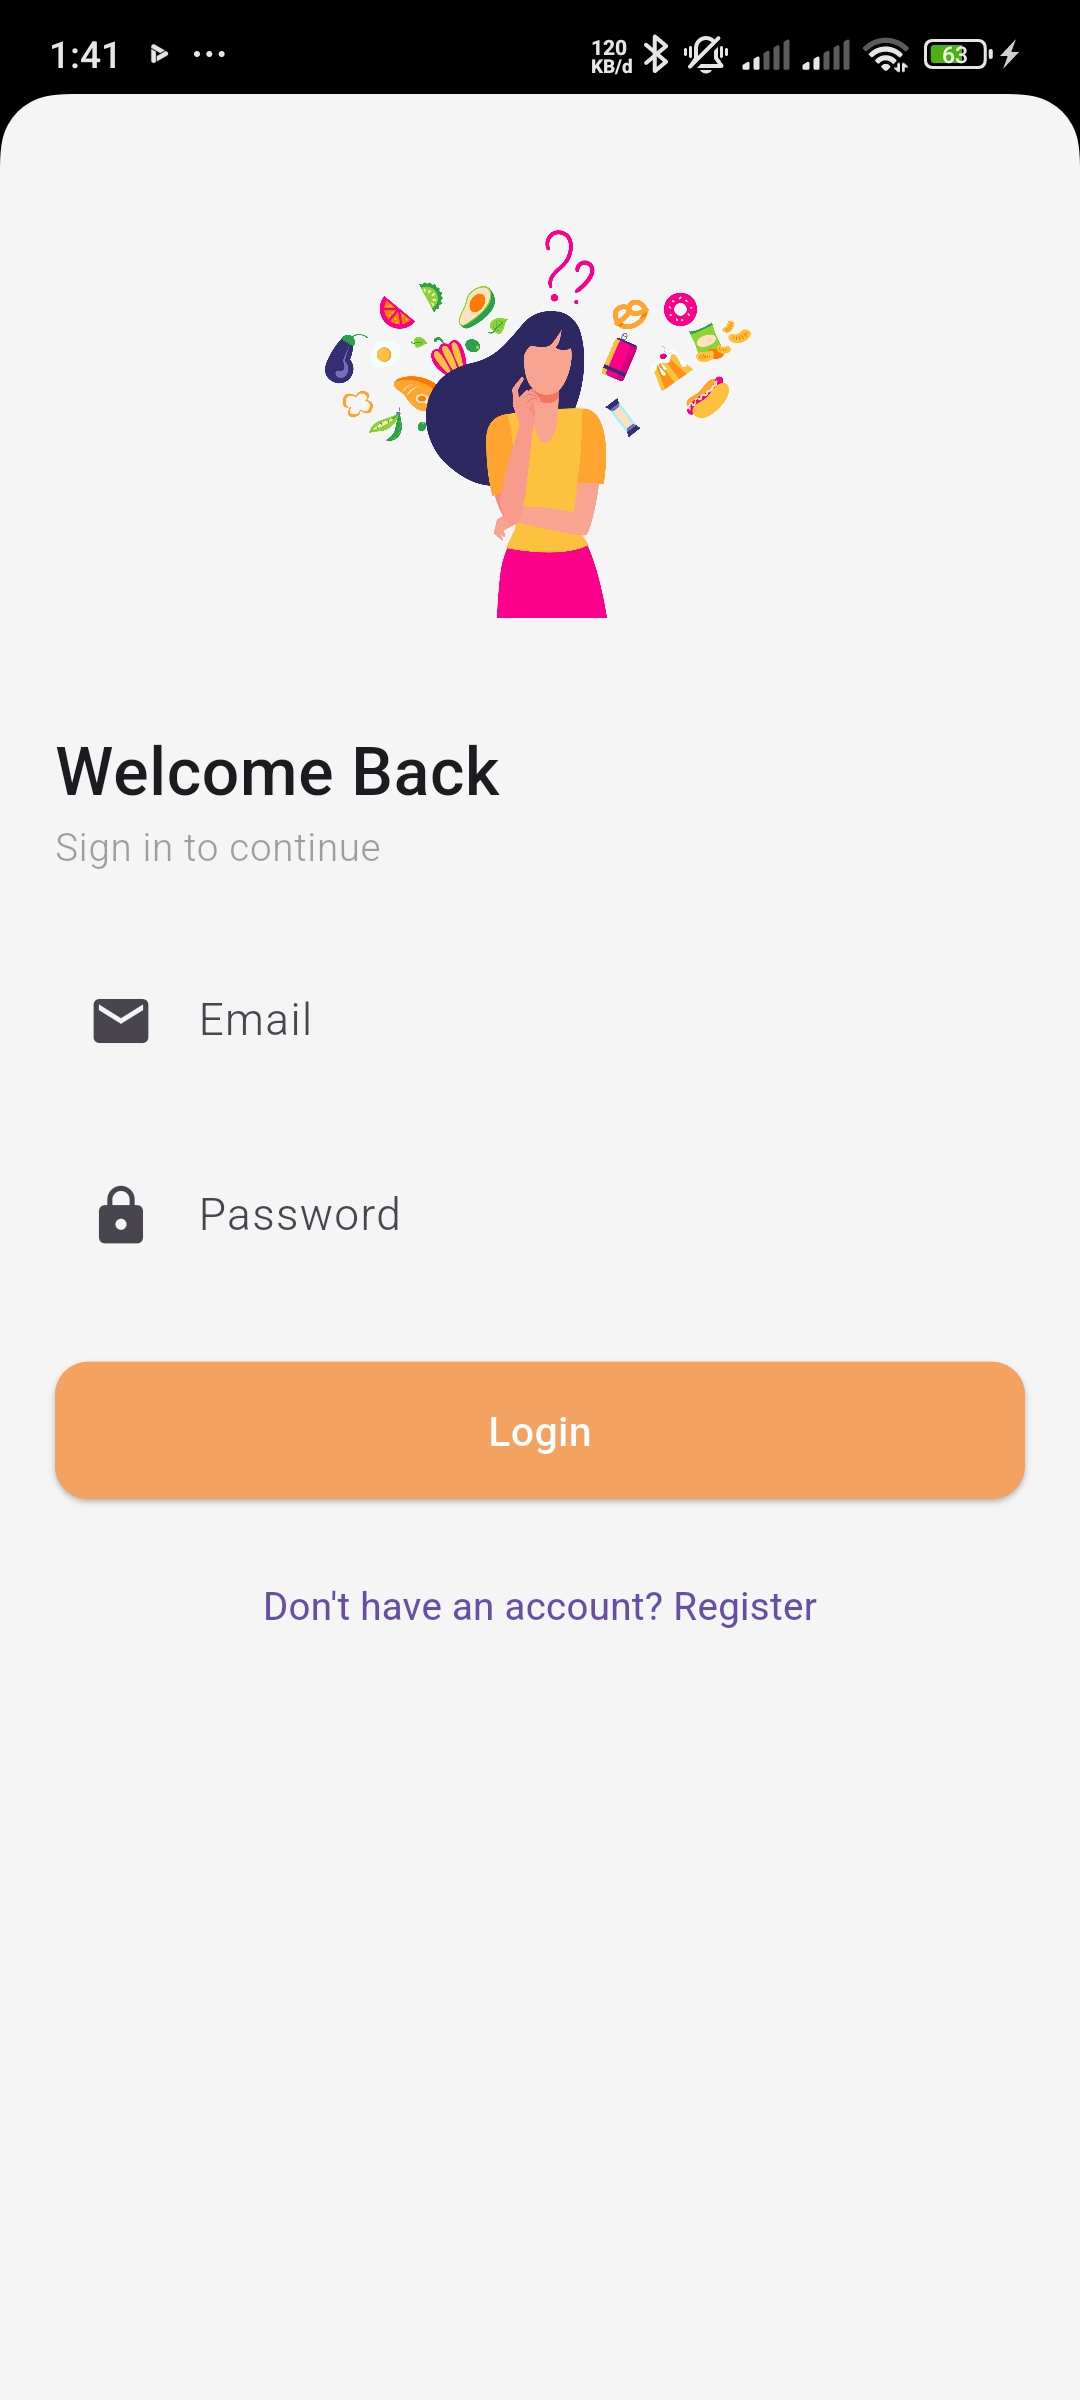 1:41 ...
120
KB/d
63
Welcome Back
Sign in to continue
Email
Password
Login
Don't have an account? Register